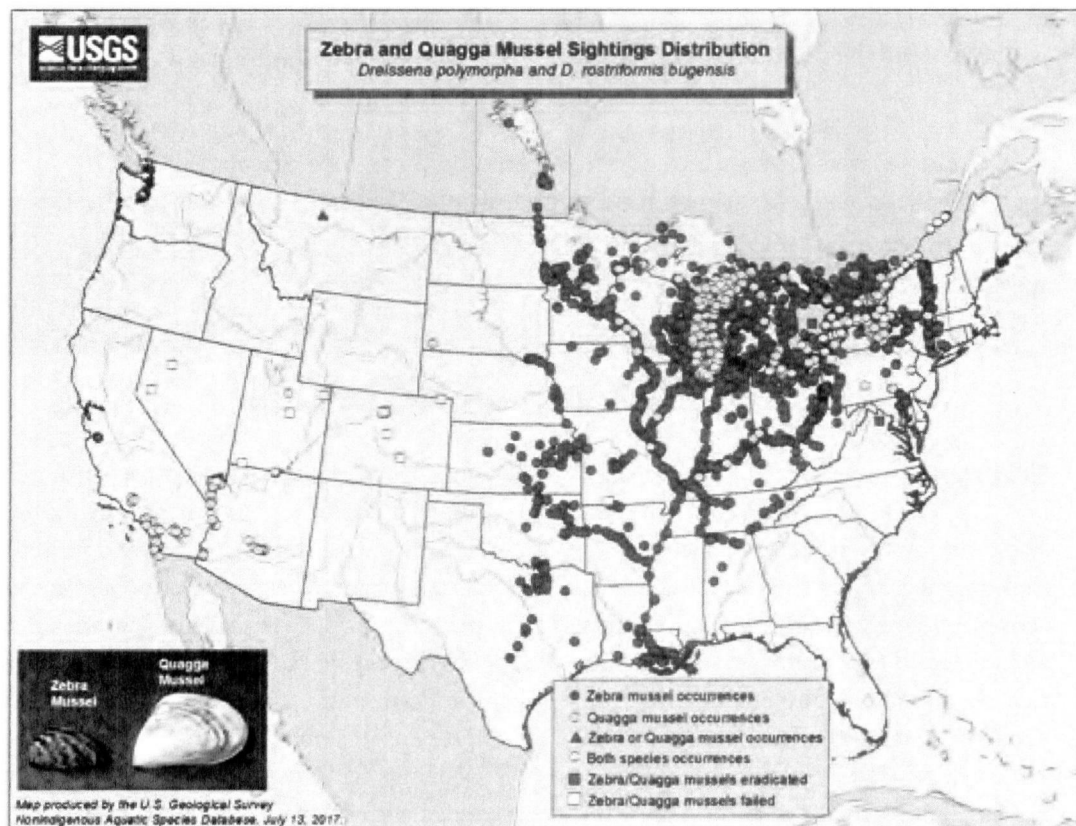 USGS
Zebra and Quagga Mussel Sightings Distribution
Dreissena polymorpha and D. rostriformis bugensis
Zebra
Mussel
Quagga
Mussel
Zebra mussel occurrences
Quagga mussel occurrences
Zebra or Quagga mussel occurrences
Both species occurrences
Zebra/Quagga mussels eradicated
Zebra/Quagga mussels failed
Map produced by the U.S. Geological Survey
Nonindigenous Aquatic Species Database, July 13, 2017.